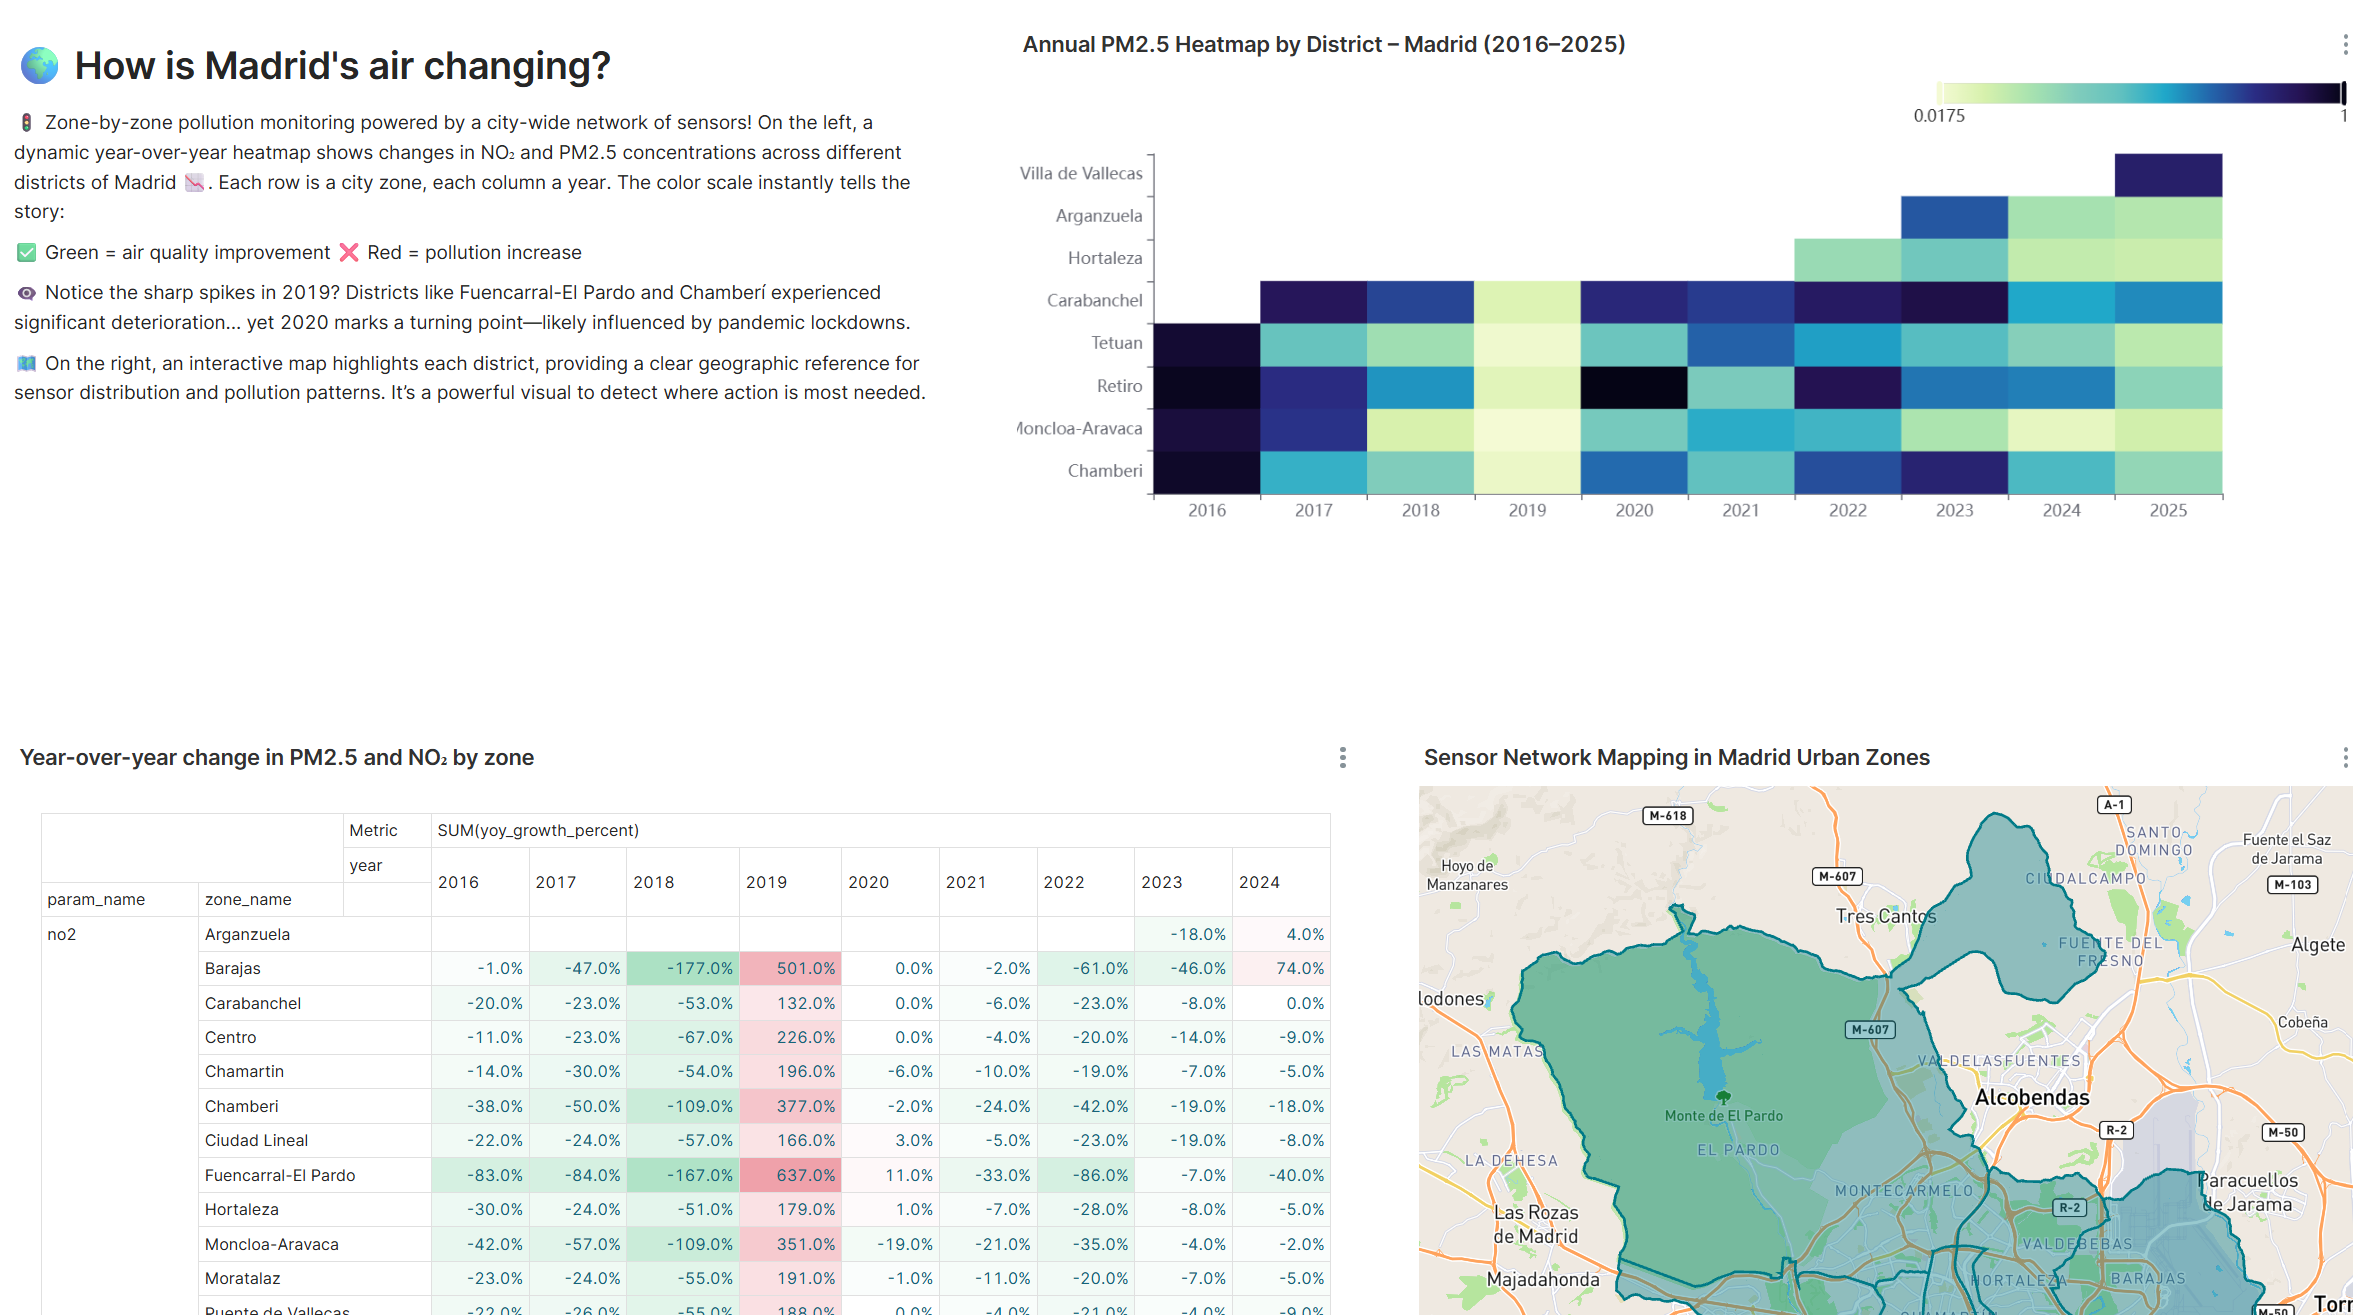 How is Madrid's air changing?
Zone-by-zone pollution monitoring powered by a city-wide network of sensors! On the left, a
dynamic year-over-year heatmap shows changes in NO₂ and PM2.5 concentrations across different
districts of Madrid . Each row is a city zone, each column a year. The color scale instantly tells the
story:
Green = air quality improvement Red = pollution increase
Notice the sharp spikes in 2019? Districts like Fuencarral-El Pardo and Chamberí experienced
significant deterioration... yet 2020 marks a turning point—likely influenced by pandemic lockdowns.
On the right, an interactive map highlights each district, providing a clear geographic reference for
sensor distribution and pollution patterns. It’s a powerful visual to detect where action is most needed.
Annual PM2.5 Heatmap by District – Madrid (2016–2025)
0.0175 1
Villa de Vallecas
Arganzuela
Hortaleza
Carabanchel
Tetuan
Retiro
Moncloa-Aravaca
Chamberi
2016 2017 2018 2019 2020 2021 2022 2023 2024 2025
Year-over-year change in PM2.5 and NO₂ by zone
Metric SUM(yoy_growth_percent)
year 2016 2017 2018 2019 2020 2021 2022 2023 2024
param_name zone_name
no2 Arganzuela -18.0% 4.0%
Barajas -1.0% -47.0% -177.0% 501.0% 0.0% -2.0% -61.0% -46.0% 74.0%
Carabanchel -20.0% -23.0% -53.0% 132.0% 0.0% -6.0% -23.0% -8.0% 0.0%
Centro -11.0% -23.0% -67.0% 226.0% 0.0% -4.0% -20.0% -14.0% -9.0%
Chamartin -14.0% -30.0% -54.0% 196.0% -6.0% -10.0% -19.0% -7.0% -5.0%
Chamberi -38.0% -50.0% -109.0% 377.0% -2.0% -24.0% -42.0% -19.0% -18.0%
Ciudad Lineal -22.0% -24.0% -57.0% 166.0% 3.0% -5.0% -23.0% -19.0% -8.0%
Fuencarral-El Pardo -83.0% -84.0% -167.0% 637.0% 11.0% -33.0% -86.0% -7.0% -40.0%
Hortaleza -30.0% -24.0% -51.0% 179.0% 1.0% -7.0% -28.0% -8.0% -5.0%
Moncloa-Aravaca -42.0% -57.0% -109.0% 351.0% -19.0% -21.0% -35.0% -4.0% -2.0%
Moratalaz -23.0% -24.0% -55.0% 191.0% -1.0% -11.0% -20.0% -7.0% -5.0%
Puente de Vallecas -22.0% -26.0% -55.0% 188.0% 0.0% -4.0% -21.0% -4.0% -9.0%
Sensor Network Mapping in Madrid Urban Zones
A-1
M-618
SANTO
DOMINGO
Fuente el Saz
de Jarama
Hoyo de
Manzanares
M-607
CIUDALCAMPO
M-103
Tres Cantos
FUENTE DEL
FRESNO
Algete
lodones
M-607
Cobeña
LAS MATAS
VALDELASFUENTES
Alcobendas
Monte de El Pardo
R-2
M-50
EL PARDO
LA DEHESA
MONTECARMELO
Paracuellos
de Jarama
R-2
Las Rozas
de Madrid
VALDEBEBAS
Majadahonda
HORTALEZA
BARAJAS
M-50
Torr
CHAMARTÍN